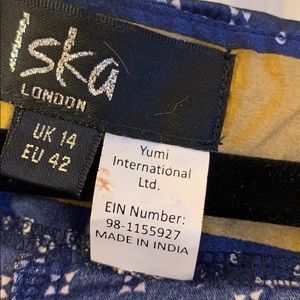 Iska
LONDON
UK 14
EU 42
Yumi
International
Ltd.
EIN Number:
98-1155927
MADE IN INDIA